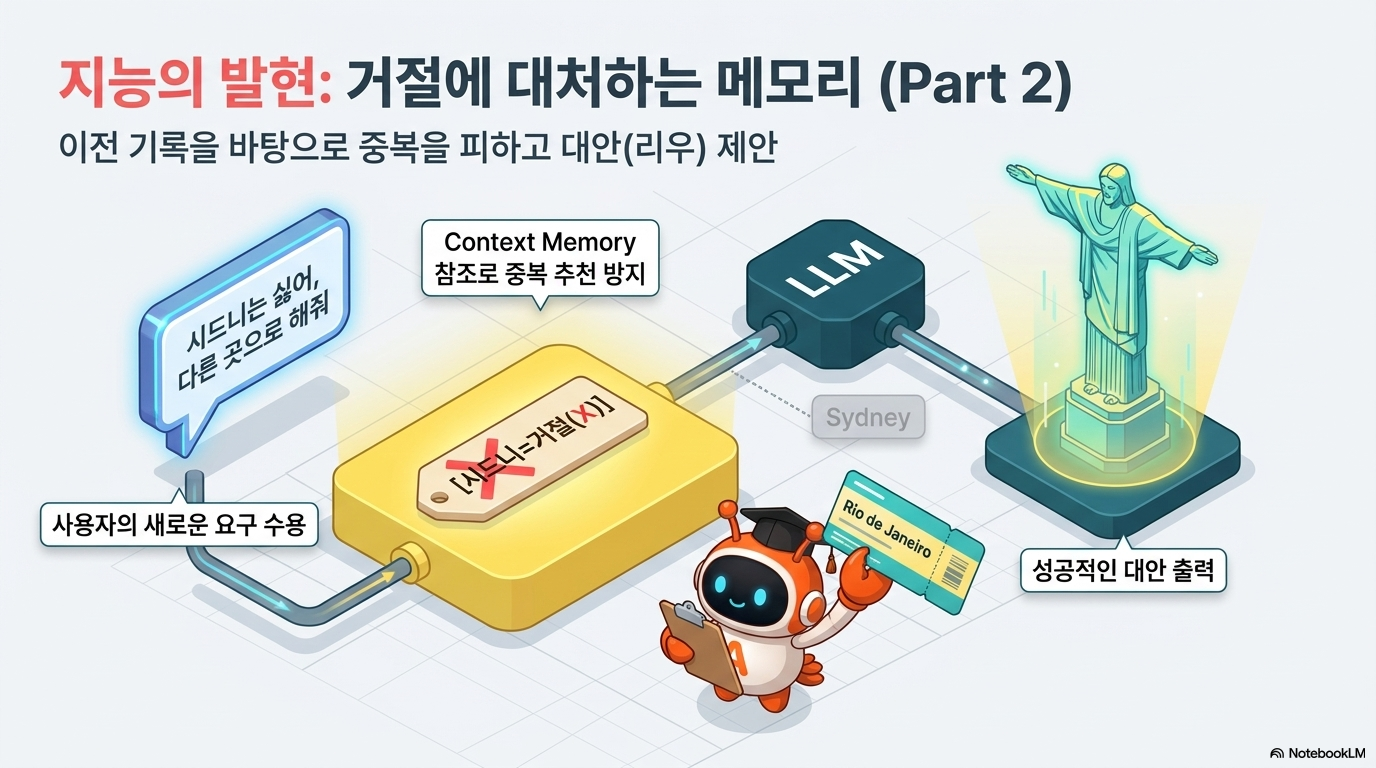 지능의 발현: 거절에 대처하는 메모리 (Part 2)
이전 기록을 바탕으로 중복을 피하고 대안(리우) 제안
시드니는 싫어,
다른 곳으로 해줘
Context Memory
참조로 중복 추천 방지
LLM
[시드니=거절(X)]
Sydney
사용자의 새로운 요구 수용
Rio de Janeiro
A
성공적인 대안 출력
NotebookLM